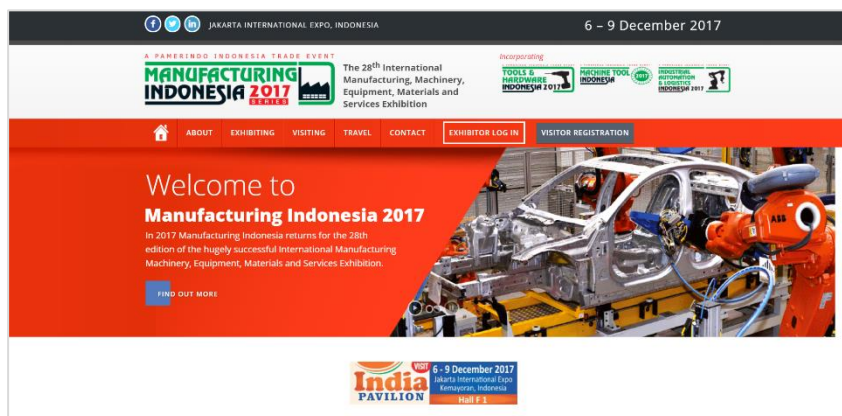 JAKARTA INTERNATIONAL EXPO, INDONESIA
6 – 9 December 2017
A PAMERINDO INDONESIA TRADE EVENT
MANUFACTURING
INDONESIA 2017
SERIES
The 28th International
Manufacturing, Machinery,
Equipment, Materials and
Services Exhibition
Incorporating
TOOLS &
HARDWARE
INDONESIA 2017
MACHINE TOOL
INDONESIA
2017
INDUSTRIAL
AUTOMATION
& LOGISTICS
INDONESIA 2017
ABOUT EXHIBITING VISITING TRAVEL CONTACT EXHIBITOR LOG IN VISITOR REGISTRATION
Welcome to
Manufacturing Indonesia 2017
In 2017 Manufacturing Indonesia returns for the 28th
edition of the hugely successful International Manufacturing
Machinery, Equipment, Materials and Services Exhibition.
FIND OUT MORE
ABB
VISIT
India
PAVILION
6 - 9 December 2017
Jakarta International Expo
Kemayoran, Indonesia
Hall F 1